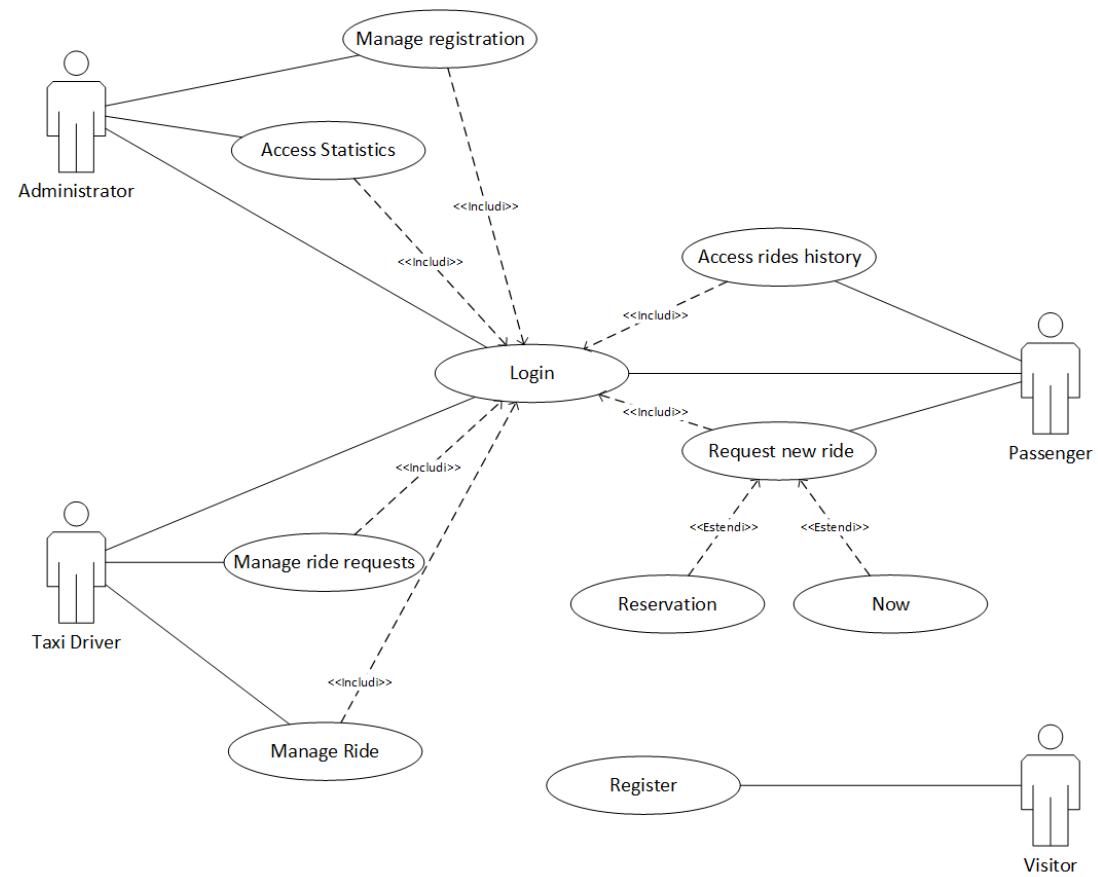 Manage registration
Access Statistics
Administrator
<<Includi>>
<<Includi>>
Access rides history
<<Includi>>
Login
<<Includi>>
Request new ride
Passenger
<<Includi>>
<<Estendi>>
<<Estendi>>
Manage ride requests
Reservation
Now
Taxi Driver
<<Includi>>
Manage Ride
Register
Visitor